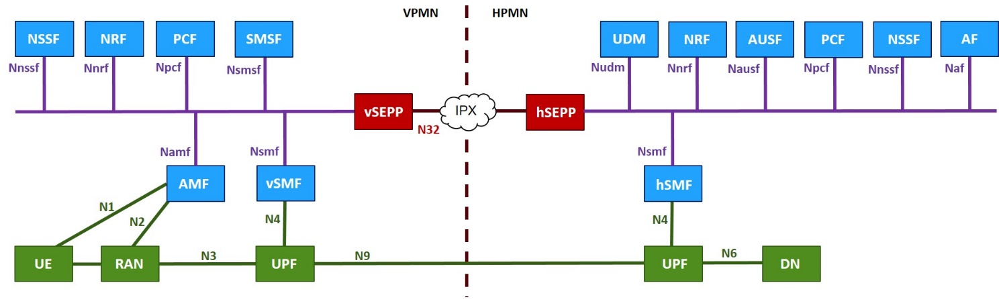 VPMN HPMN
NSSF NRF PCF SMSF UDM NRF AUSF PCF NSSF AF
Nnssf Nnrf Npcf Nsmsf Nudm Nnrf Nausf Npcf Nnssf Naf
vSEPP IPX hSEPP
N32
Namf Nsmf Nsmf
AMF vSMF hSMF
N1
N2 N4 N4
N3 N9 N6
UE RAN UPF UPF DN